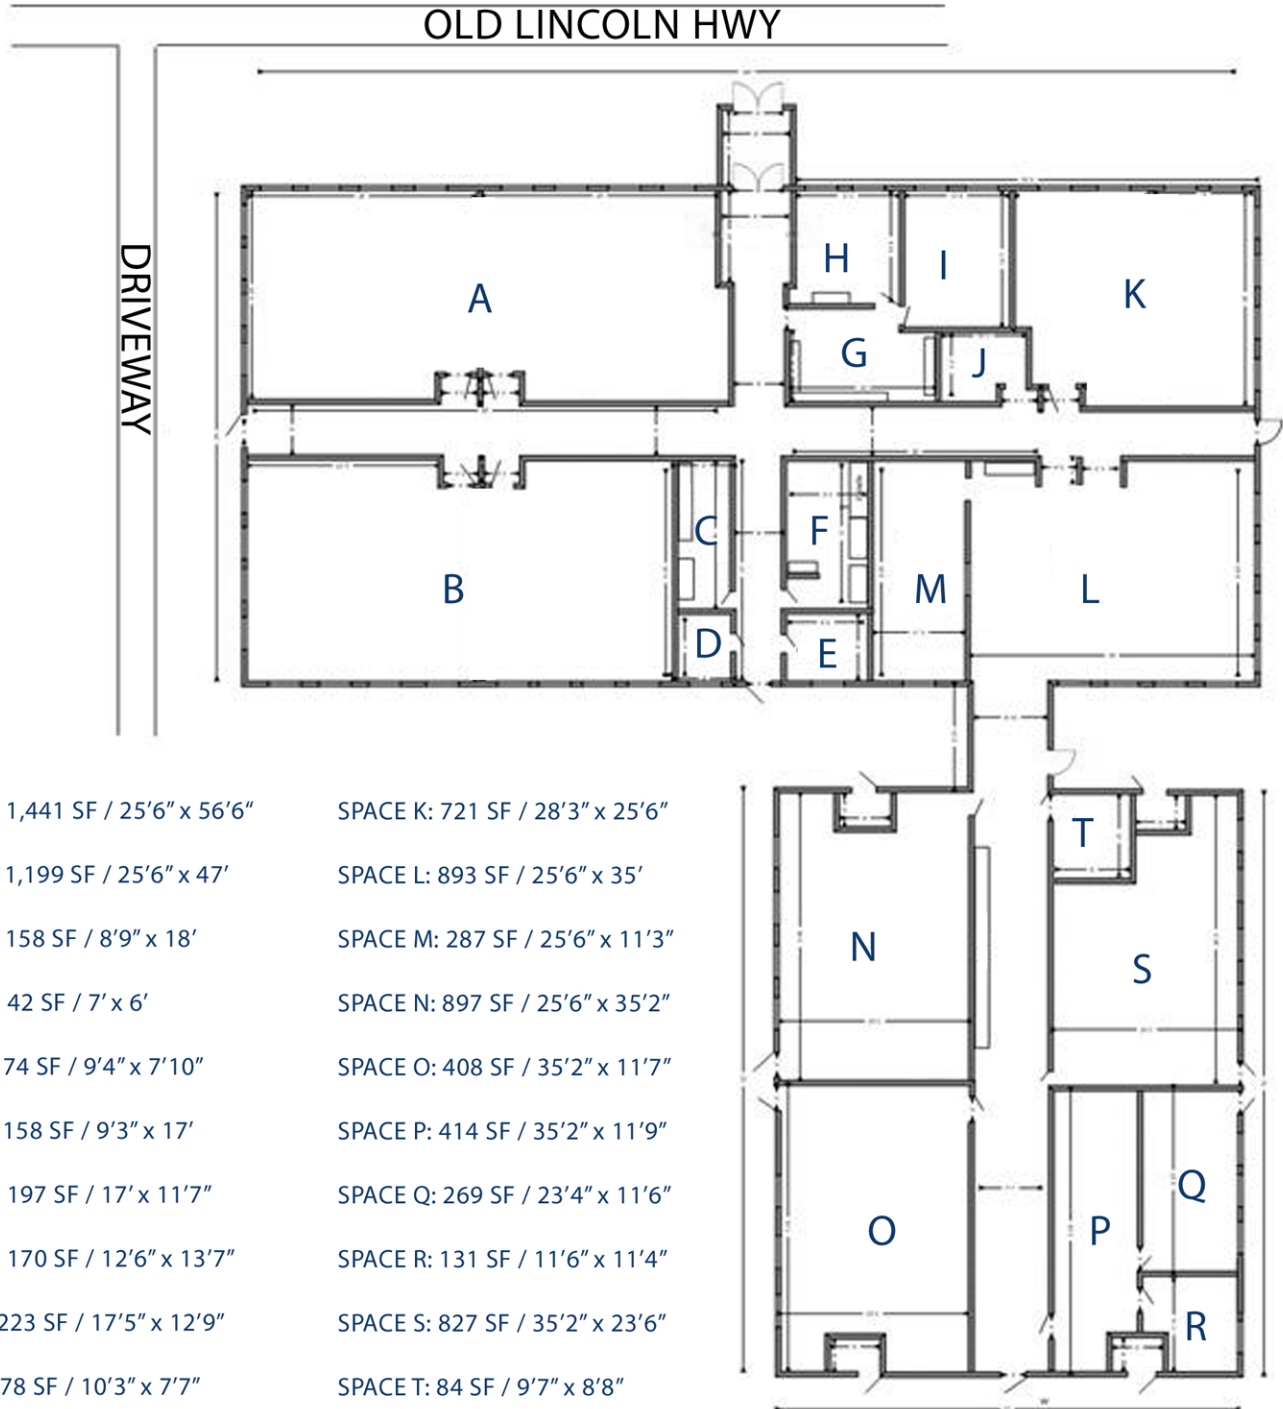 OLD LINCOLN HWY
DRIVEWAY
A
H
I
K
G
J
C
F
B
M
L
D
E
T
N
S
Q
O
P
R
1,441 SF / 25’6” x 56’6“
1,199 SF / 25’6” x 47’
158 SF / 8’9” x 18’
42 SF / 7’ x 6’
74 SF / 9’4” x 7’10”
158 SF / 9’3” x 17’
197 SF / 17’ x 11’7”
170 SF / 12’6” x 13’7”
223 SF / 17’5” x 12’9”
78 SF / 10’3” x 7’7”
SPACE K: 721 SF / 28’3” x 25’6”
SPACE L: 893 SF / 25’6” x 35’
SPACE M: 287 SF / 25’6” x 11’3”
SPACE N: 897 SF / 25’6” x 35’2”
SPACE O: 408 SF / 35’2” x 11’7”
SPACE P: 414 SF / 35’2” x 11’9”
SPACE Q: 269 SF / 23’4” x 11’6”
SPACE R: 131 SF / 11’6” x 11’4”
SPACE S: 827 SF / 35’2” x 23’6”
SPACE T: 84 SF / 9’7” x 8’8”